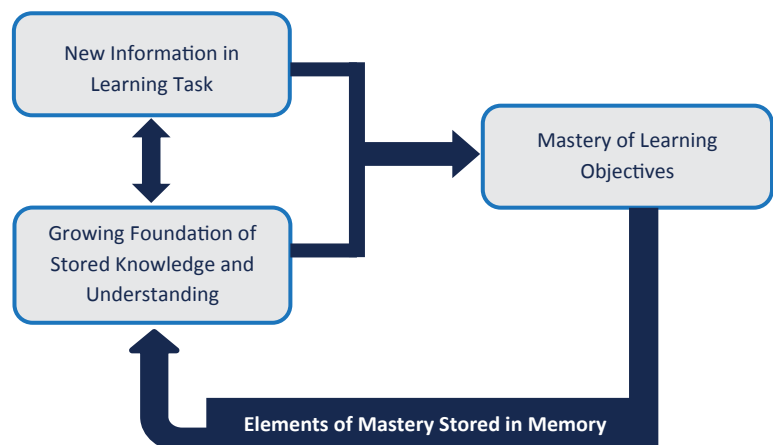 New Information in
Learning Task
Mastery of Learning
Objectives
Growing Foundation of
Stored Knowledge and
Understanding
Elements of Mastery Stored in Memory